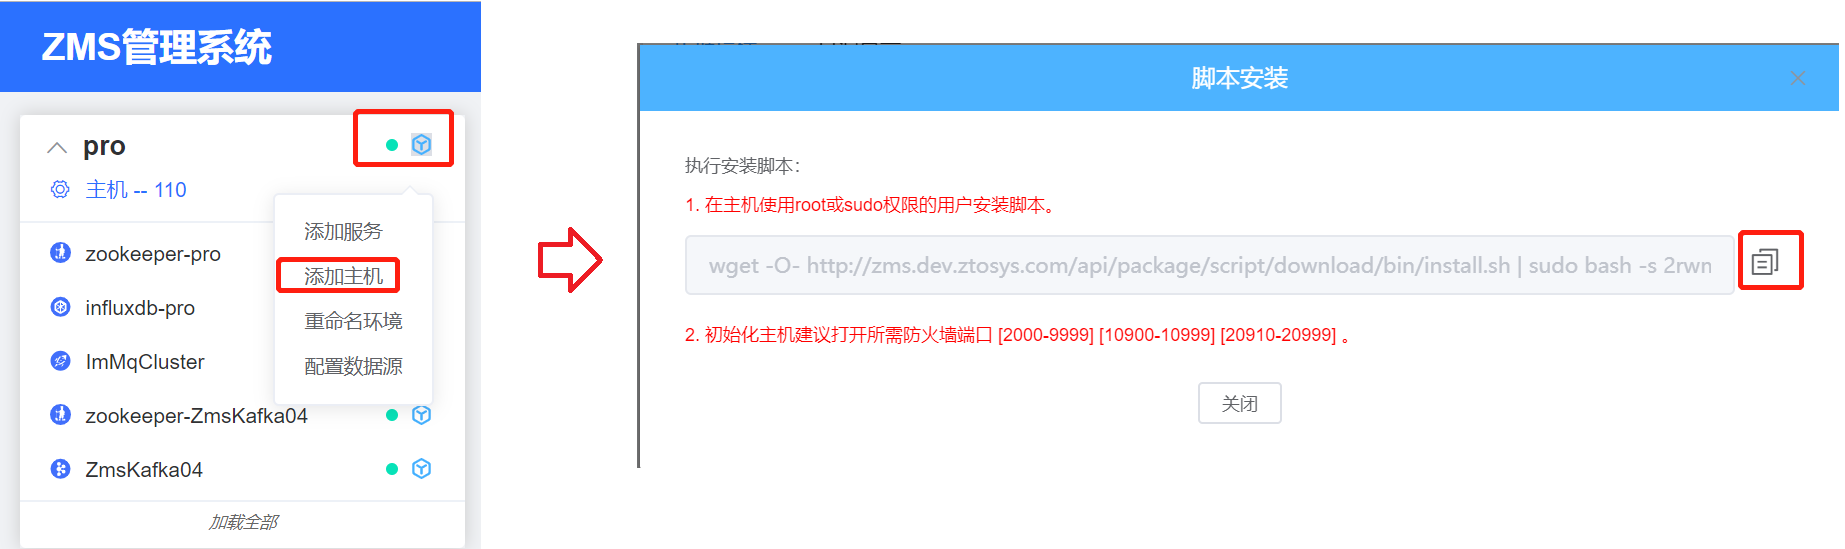 ZMS管理系统
pro
主机 -- 110
添加服务
zookeeper-pro
添加主机
influxdb-pro
重命名环境
ImMqCluster
配置数据源
zookeeper-ZmsKafka04
ZmsKafka04
加载全部
脚本安装
执行安装脚本：
1. 在主机使用root或sudo权限的用户安装脚本。
wget -O- http://zms.dev.ztosys.com/api/package/script/download/bin/install.sh | sudo bash -s 2rwn
2. 初始化主机建议打开所需防火墙端口 [2000-9999] [10900-10999] [20910-20999] 。
关闭